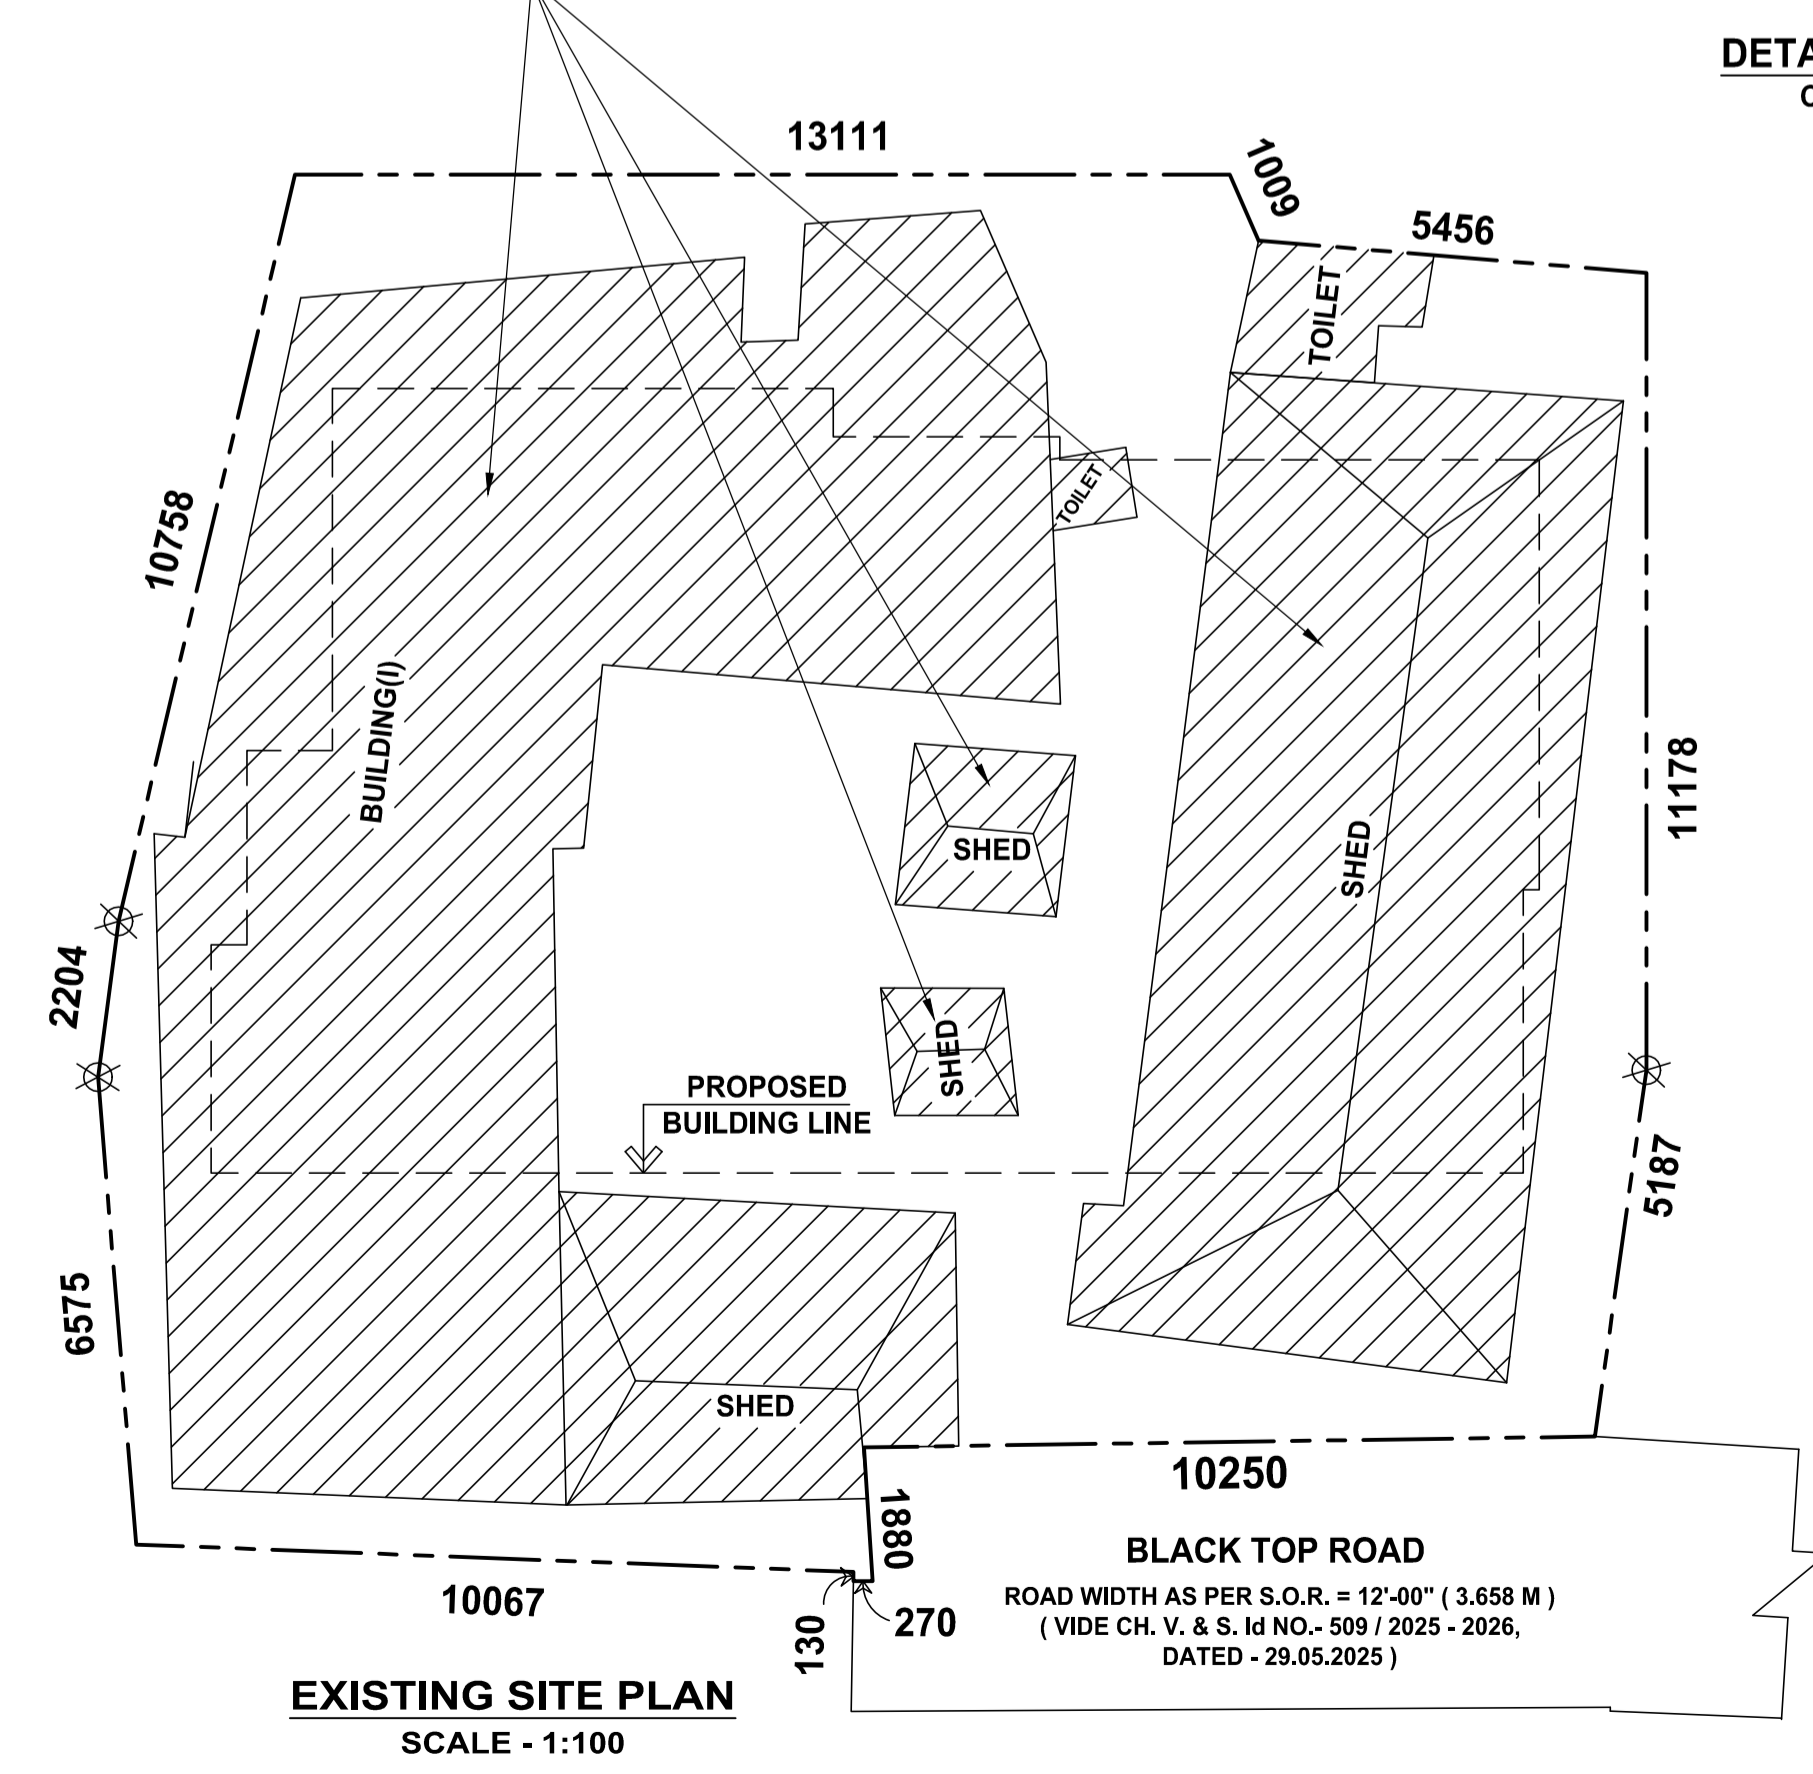 DETA
13111
1009
5456
TOILET
10758
TOILET
BUILDING(I)
11178
SHED
SHED
2204
SHED
PROPOSED
BUILDING LINE
5187
6575
SHED
10250
1880
BLACK TOP ROAD
10067
ROAD WIDTH AS PER S.O.R. = 12'-00" ( 3.658 M )
270
( VIDE CH. V. & S. Id NO.- 509 / 2025 - 2026,
130
DATED - 29.05.2025 )
EXISTING SITE PLAN
SCALE - 1:100